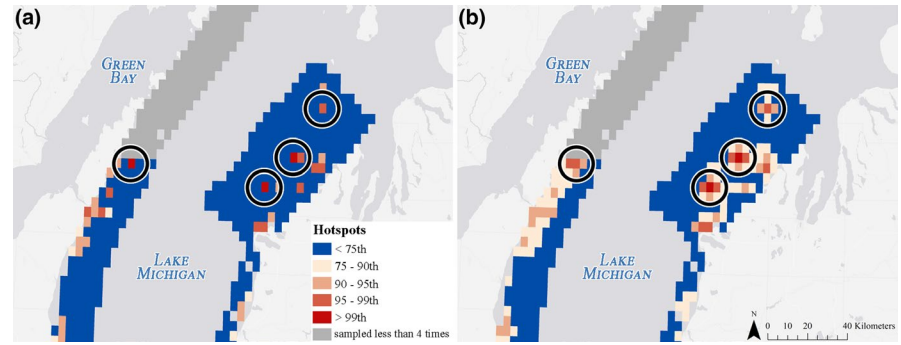 (a)
GREEN
BAY
LAKE
MICHIGAN
Hotspots
< 75th
75 - 90th
90 - 95th
95 - 99th
> 99th
sampled less than 4 times
(b)
GREEN
BAY
LAKE
MICHIGAN
N
0 10 20 40 Kilometers